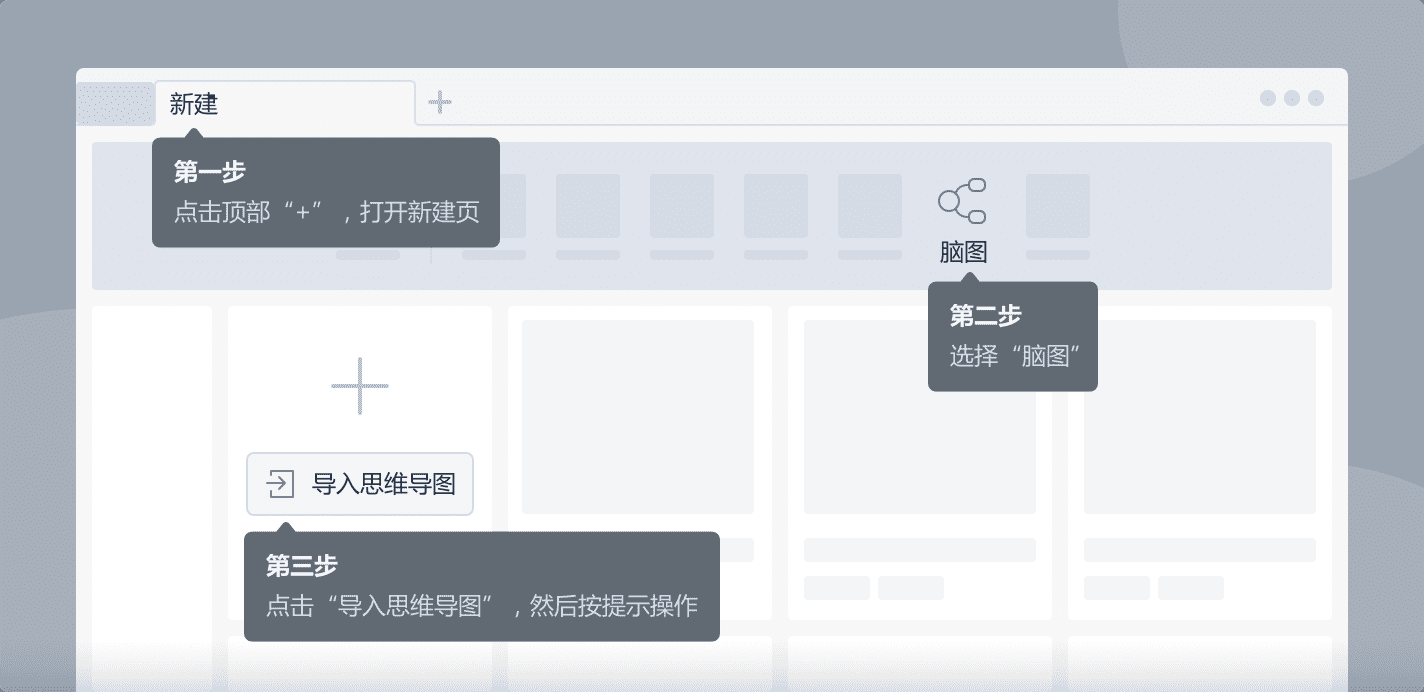 新建
第一步
点击顶部“+”,打开新建页
脑图
第二步
选择“脑图”
导入思维导图
第三步
点击“导入思维导图”,然后按提示操作